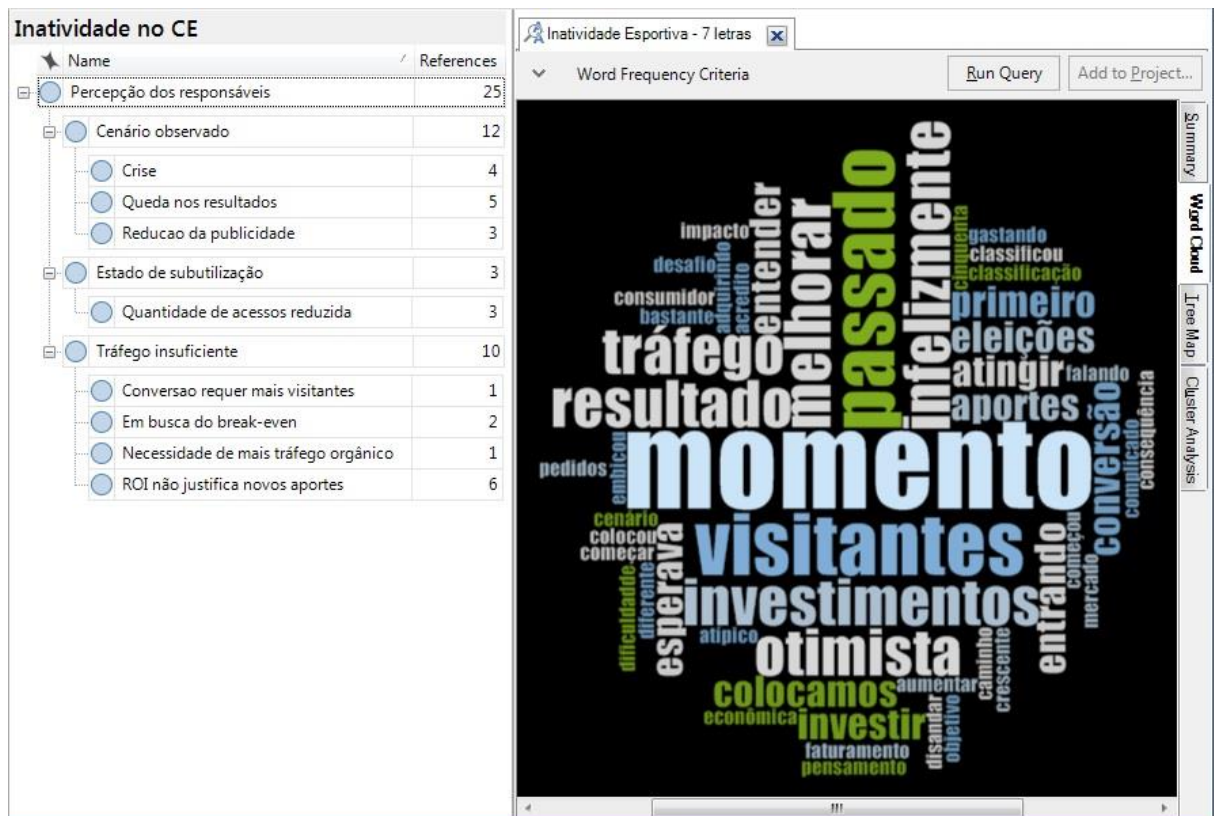 Inatividade no CE
Name References
Percepção dos responsáveis 25
Cenário observado 12
Crise 4
Queda nos resultados 5
Reducao da publicidade 3
Estado de subutilização 3
Quantidade de acessos reduzida 3
Tráfego insuficiente 10
Conversao requer mais visitantes 1
Em busca do break-even 2
Necessidade de mais tráfego orgânico 1
ROI não justifica novos aportes 6
Inatividade Esportiva - 7 letras
Word Frequency Criteria
Run Query
Add to Project...
Summary
Word Cloud
Tree Map
Cluster Analysis
impacto
desafio
consumidor
bastante
adquirindo
acredito
entender
melhorar
passado
infelizmente
cinquenta
gastando
classificou
classificação
primeiro
eleições
atingir
falando
aportes
tráfego
resultado
momento
conversão
complicado
consequência
pedidos
embicou
visitantes
cenário
colocou
começar
dificuldadde
diferente
esperava
investimentos
entrando
começou
mercado
atípico
otimista
caminho
crescente
colocamos
aumentar
econômica
investir
disandar
objetivo
faturamento
pensamento